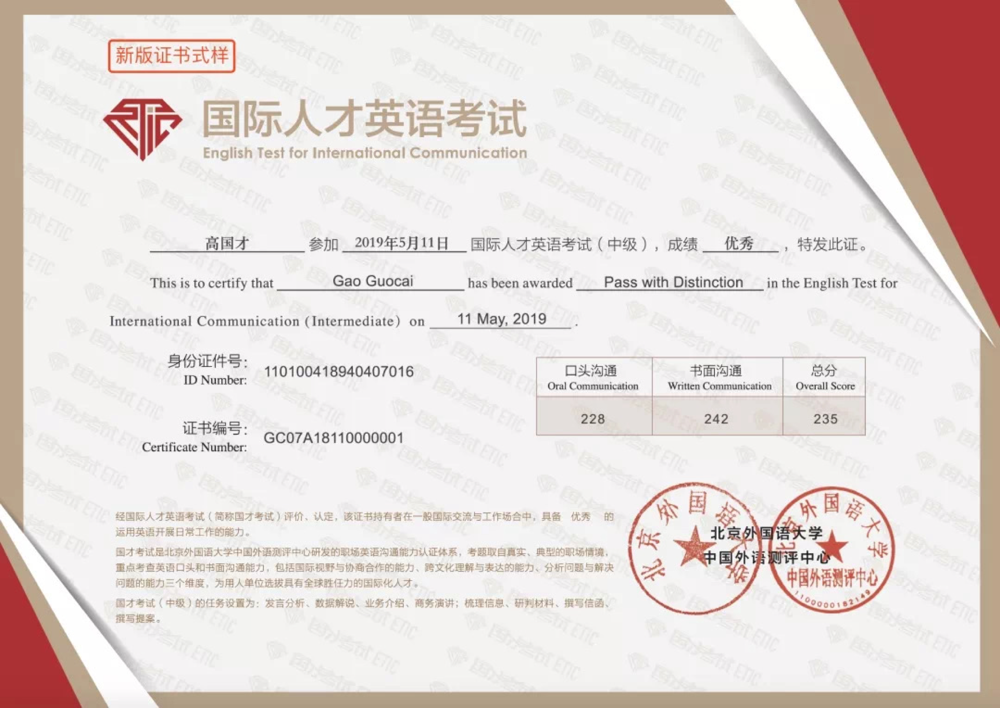 新版证书式样
国际人才英语考试
English Test for International Communication
高国才 参加 2019年5月11日 国际人才英语考试（中级），成绩 优秀 ，特发此证。
This is to certify that Gao Guocai has been awarded Pass with Distinction in the English Test for
International Communication (Intermediate) on 11 May, 2019 .
身份证件号：
ID Number:
110100418940407016
口头沟通 书面沟通 总分
Oral Communication Written Communication Overall Score
228 242 235
证书编号：
Certificate Number:
GC07A18110000001
经国际人才英语考试（简称国才考试）评价、认定，该证书持有者在一般国际交流与工作场合中，具备 优秀 的
运用英语开展日常工作的能力。
国才考试是北京外国语大学中国外语测评中心研发的职场英语沟通能力认证体系，考题取自真实、典型的职场情境，
重点考查英语口头和书面沟通能力，包括国际视野与协商合作的能力、跨文化理解与表达的能力、分析问题与解决
问题的能力三个维度，为用人单位选拔具有全球胜任力的国际化人才。
国才考试（中级）的任务设置为：发言分析、数据解说、业务介绍、商务演讲；梳理信息、研判材料、撰写信函、
撰写提案。
北京外国语大学
中国外语测评中心
北京外国语大学
北京外国语大学
中国外语测评中心
1100000182149
国才考试 ETIC